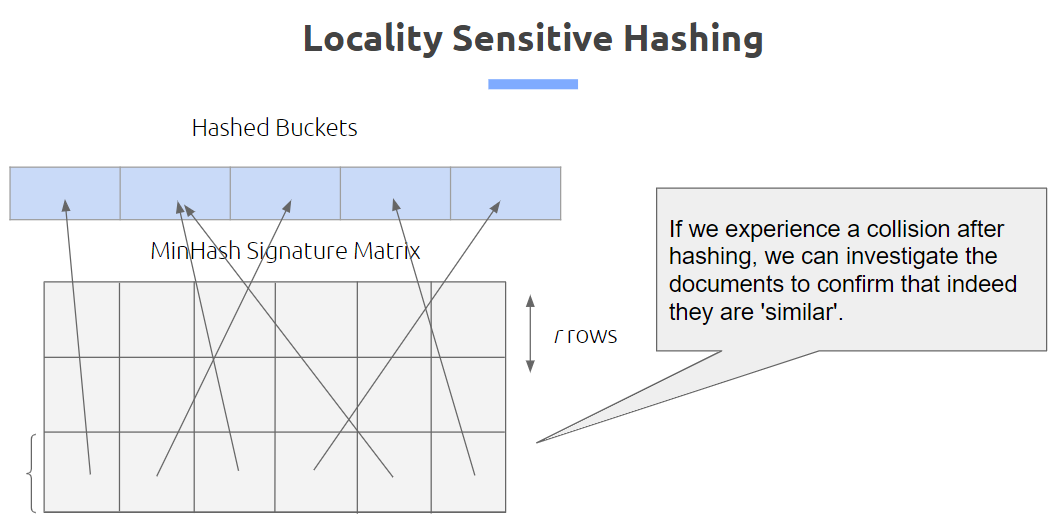 Locality Sensitive Hashing
Hashed Buckets
MinHash Signature Matrix
r rows
If we experience a collision after
hashing, we can investigate the
documents to confirm that indeed
they are 'similar'.